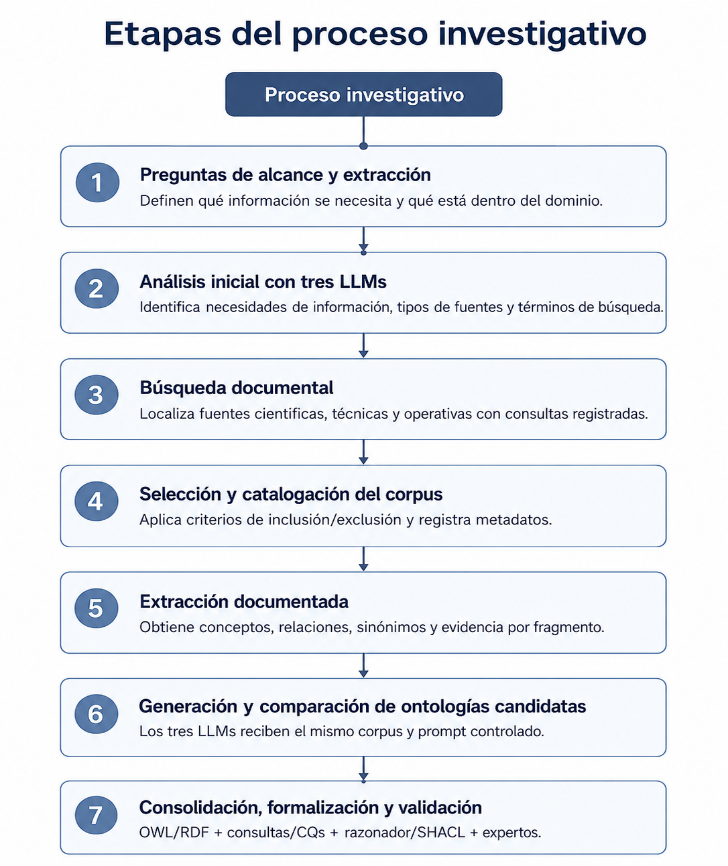 Etapas del proceso investigativo
Proceso investigativo
1
Preguntas de alcance y extracción
Definen qué información se necesita y qué está dentro del dominio.
2
Análisis inicial con tres LLMs
Identifica necesidades de información, tipos de fuentes y términos de búsqueda.
3
Búsqueda documental
Localiza fuentes cientificas, técnicas y operativas con consultas registradas.
4
Selección y catalogación del corpus
Aplica criterios de inclusión/exclusión y registra metadatos.
5
Extracción documentada
Obtiene conceptos, relaciones, sinónimos y evidencia por fragmento.
6
Generación y comparación de ontologías candidatas
Los tres LLMs reciben el mismo corpus y prompt controlado.
7
Consolidación, formalización y validación
OWL/RDF + consultas/CQs + razonador/SHACL + expertos.